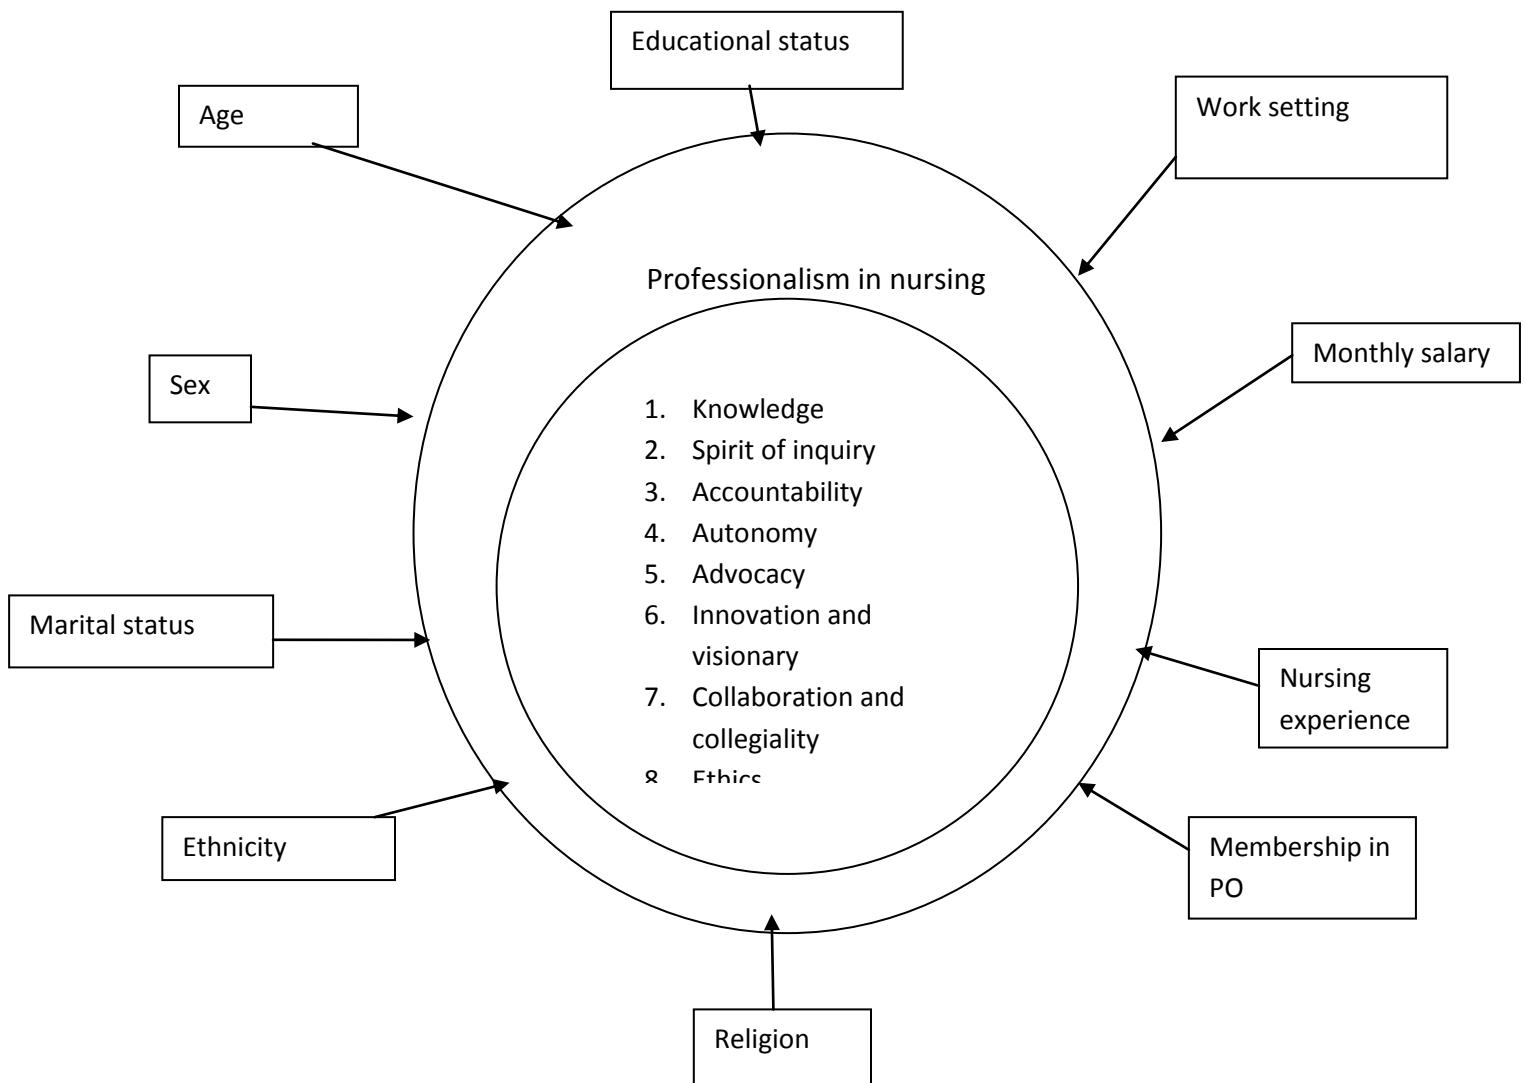 Educational status
Age
Work setting
Professionalism in nursing
Monthly salary
Sex
1. Knowledge
2. Spirit of inquiry
3. Accountability
4. Autonomy
5. Advocacy
6. Innovation and
visionary
7. Collaboration and
collegiality
8. Ethics
Marital status
Nursing
experience
Ethnicity
Membership in
PO
Religion